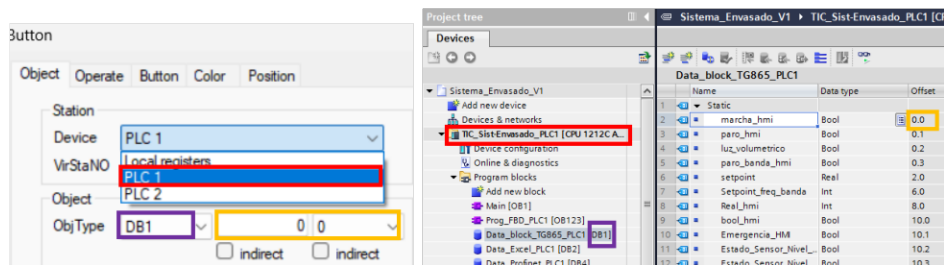 Button
Object Operate Button Color Position
Station
Device PLC 1
VirStaNO Local registers
PLC 1
PLC 2
Object
ObjType DB1 0 0
indirect indirect
Project tree
Devices
Sistema_Envasado_V1
Add new device
Devices & networks
TIC_Sist-Envasado_PLC1 [CPU 1212C A...
Device configuration
Online & diagnostics
Program blocks
Add new block
Main [OB1]
Prog_FBD_PLC1 [OB123]
Data_block_TG865_PLC1 [DB1]
Data_Excel_PLC1 [DB2]
Data_Profinet_PLC1 [DB4]
Sistema_Envasado_V1 TIC_Sist-Envasado_PLC1 [CP
Data_block_TG865_PLC1
Name Data type Offset
1 Static
2 marcha_hmi Bool 0.0
3 paro_hmi Bool 0.1
4 luz_volumetrico Bool 0.2
5 paro_banda_hmi Bool 0.3
6 setpoint Real 2.0
7 Setpoint_freq_banda Int 6.0
8 Real_hmi Int 8.0
9 bool_hmi Bool 10.0
10 Emergencia_HMI Bool 10.1
11 Estado_Sensor_Nivel_... Bool 10.2
12 Estado_Sensor_Nivel Bool 10.3